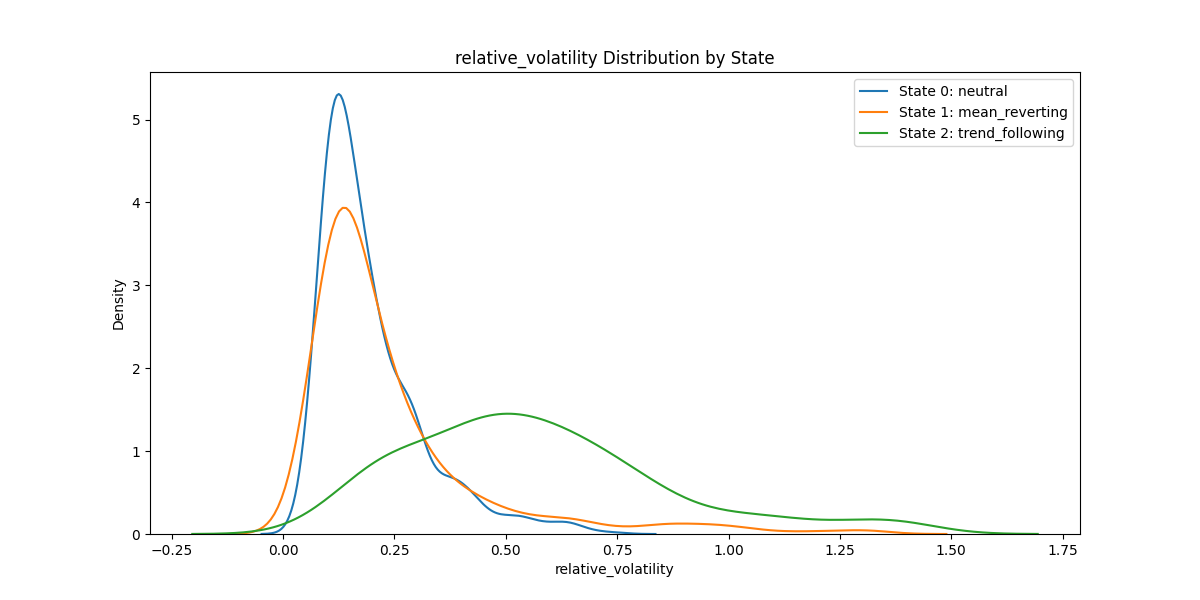 relative_volatility Distribution by State
State 0: neutral
State 1: mean_reverting
State 2: trend_following
Density
5
4
3
2
1
0
−0.25 0.00 0.25 0.50 0.75 1.00 1.25 1.50 1.75
relative_volatility